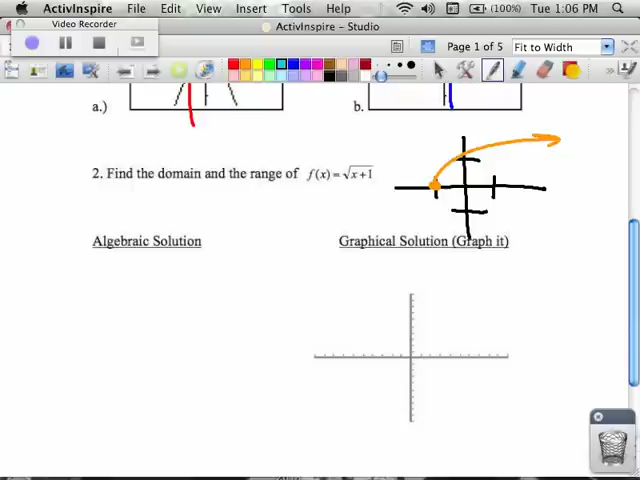 ActivInspire File Edit View Insert Tools Help (100%) Tue 1:06 PM
Video Recorder
ActivInspire - Studio
Page 1 of 5 Fit to Width
a.) b.
2. Find the domain and the range of f(x) = √x+1
Algebraic Solution Graphical Solution (Graph it)